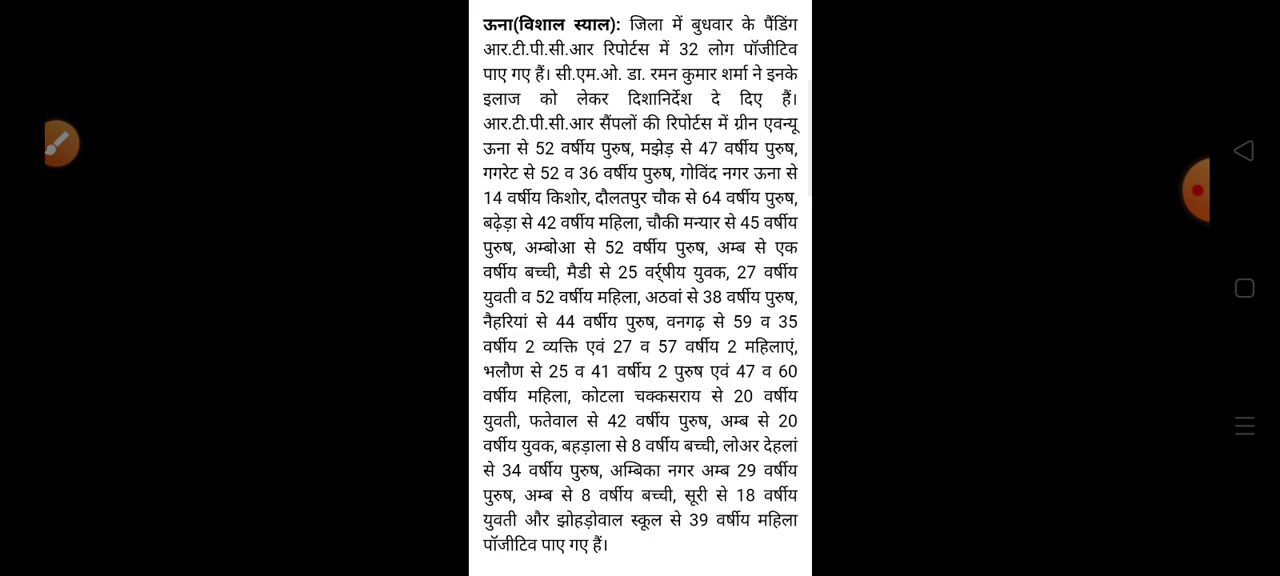 ऊना(विशाल स्याल): जिला में बुधवार के पैंडिंग
आर.टी.पी.सी.आर रिपोर्टस में 32 लोग पॉजीटिव
पाए गए हैं। सी.एम.ओ. डा. रमन कुमार शर्मा ने इनके
इलाज को लेकर दिशानिर्देश दे दिए हैं।
आर.टी.पी.सी.आर सैंपलों की रिपोर्टस में ग्रीन एवन्यू
ऊना से 52 वर्षीय पुरुष, मझेड़ से 47 वर्षीय पुरुष,
गगरेट से 52 व 36 वर्षीय पुरुष, गोविंद नगर ऊना से
14 वर्षीय किशोर, दौलतपुर चौक से 64 वर्षीय पुरुष,
बढ़ेड़ा से 42 वर्षीय महिला, चौकी मन्यार से 45 वर्षीय
पुरुष, अम्बोआ से 52 वर्षीय पुरुष, अम्ब से एक
वर्षीय बच्ची, मैडी से 25 वर्र्षीय युवक, 27 वर्षीय
युवती व 52 वर्षीय महिला, अठवां से 38 वर्षीय पुरुष,
नैहरियां से 44 वर्षीय पुरुष, वनगढ़ से 59 व 35
वर्षीय 2 व्यक्ति एवं 27 व 57 वर्षीय 2 महिलाएं,
भलौण से 25 व 41 वर्षीय 2 पुरुष एवं 47 व 60
वर्षीय महिला, कोटला चक्कसराय से 20 वर्षीय
युवती, फतेवाल से 42 वर्षीय पुरुष, अम्ब से 20
वर्षीय युवक, बहड़ाला से 8 वर्षीय बच्ची, लोअर देहलां
से 34 वर्षीय पुरुष, अम्बिका नगर अम्ब 29 वर्षीय
पुरुष, अम्ब से 8 वर्षीय बच्ची, सूरी से 18 वर्षीय
युवती और झोहड़ोवाल स्कूल से 39 वर्षीय महिला
पॉजीटिव पाए गए हैं।